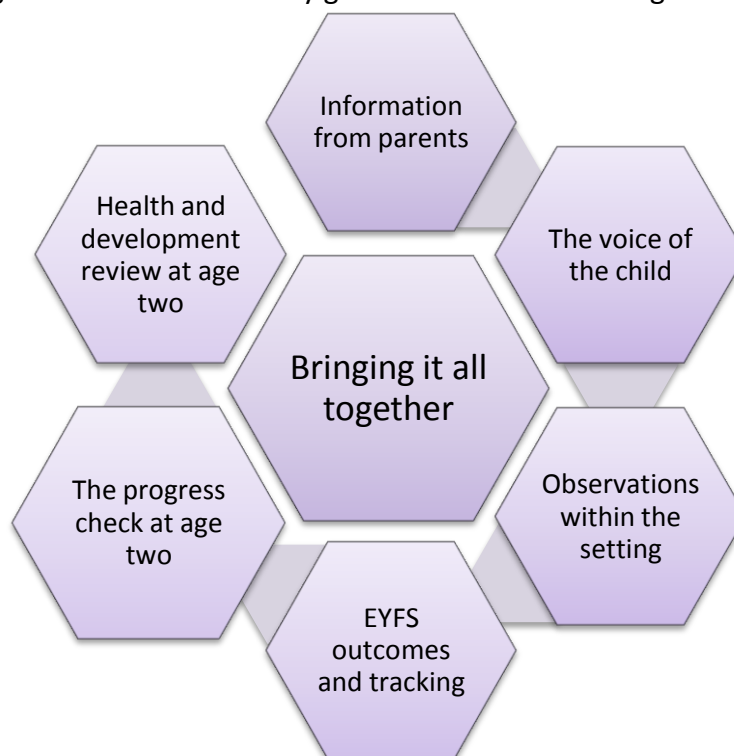 Information
from parents
The voice of
the child
Observations
within the
setting
EYFS
outcomes
and tracking
The progress
check at age
two
Health and
development
review at age
two
Bringing it all
together